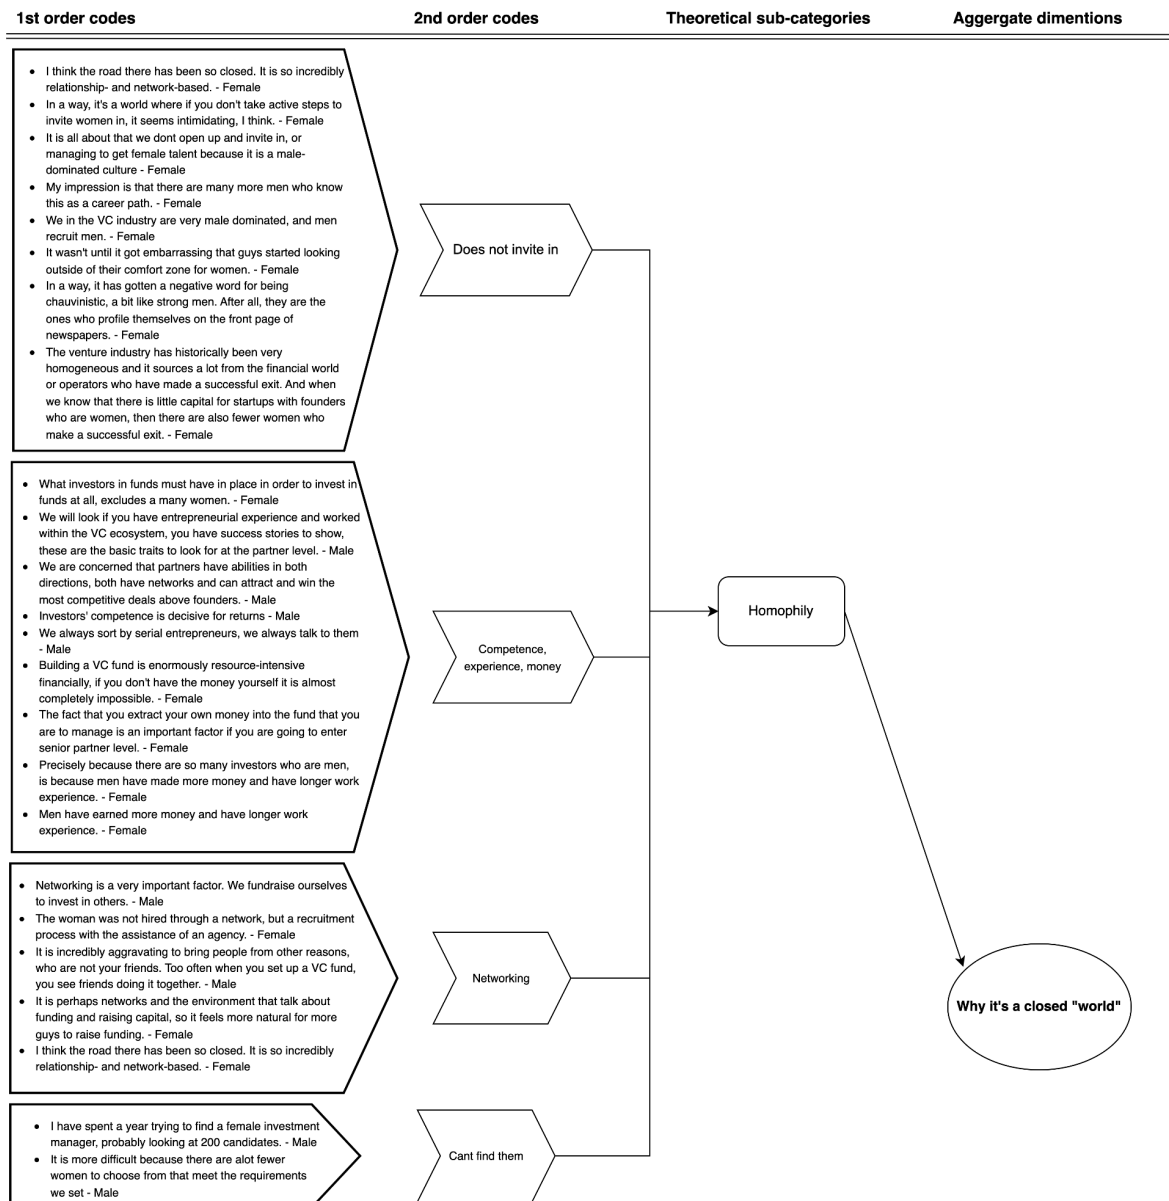 1st order codes
2nd order codes
Theoretical sub-categories
Aggergate dimentions
• I think the road there has been so closed. It is so incredibly
relationship- and network-based. - Female
• In a way, it's a world where if you don't take active steps to
invite women in, it seems intimidating, I think. - Female
• It is all about that we dont open up and invite in, or
managing to get female talent because it is a male-
dominated culture - Female
• My impression is that there are many more men who know
this as a career path. - Female
• We in the VC industry are very male dominated, and men
recruit men. - Female
• It wasn't until it got embarrassing that guys started looking
outside of their comfort zone for women. - Female
• In a way, it has gotten a negative word for being
chauvinistic, a bit like strong men. After all, they are the
ones who profile themselves on the front page of
newspapers. - Female
• The venture industry has historically been very
homogeneous and it sources a lot from the financial world
or operators who have made a successful exit. And when
we know that there is little capital for startups with founders
who are women, then there are also fewer women who
make a successful exit. - Female
Does not invite in
• What investors in funds must have in place in order to invest in
funds at all, excludes a many women. - Female
• We will look if you have entrepreneurial experience and worked
within the VC ecosystem, you have success stories to show,
these are the basic traits to look for at the partner level. - Male
• We are concerned that partners have abilities in both
directions, both have networks and can attract and win the
most competitive deals above founders. - Male
• Investors' competence is decisive for returns - Male
• We always sort by serial entrepreneurs, we always talk to them
- Male
• Building a VC fund is enormously resource-intensive
financially, if you don't have the money yourself it is almost
completely impossible. - Female
• The fact that you extract your own money into the fund that you
are to manage is an important factor if you are going to enter
senior partner level. - Female
• Precisely because there are so many investors who are men,
is because men have made more money and have longer work
experience. - Female
• Men have earned more money and have longer work
experience. - Female
Competence,
experience, money
Homophily
• Networking is a very important factor. We fundraise ourselves
to invest in others. - Male
• The woman was not hired through a network, but a recruitment
process with the assistance of an agency. - Female
• It is incredibly aggravating to bring people from other reasons,
who are not your friends. Too often when you set up a VC fund,
you see friends doing it together. - Male
• It is perhaps networks and the environment that talk about
funding and raising capital, so it feels more natural for more
guys to raise funding. - Female
• I think the road there has been so closed. It is so incredibly
relationship- and network-based. - Female
Networking
Why it's a closed "world"
• I have spent a year trying to find a female investment
manager, probably looking at 200 candidates. - Male
• It is more difficult because there are alot fewer
women to choose from that meet the requirements
we set - Male
Cant find them